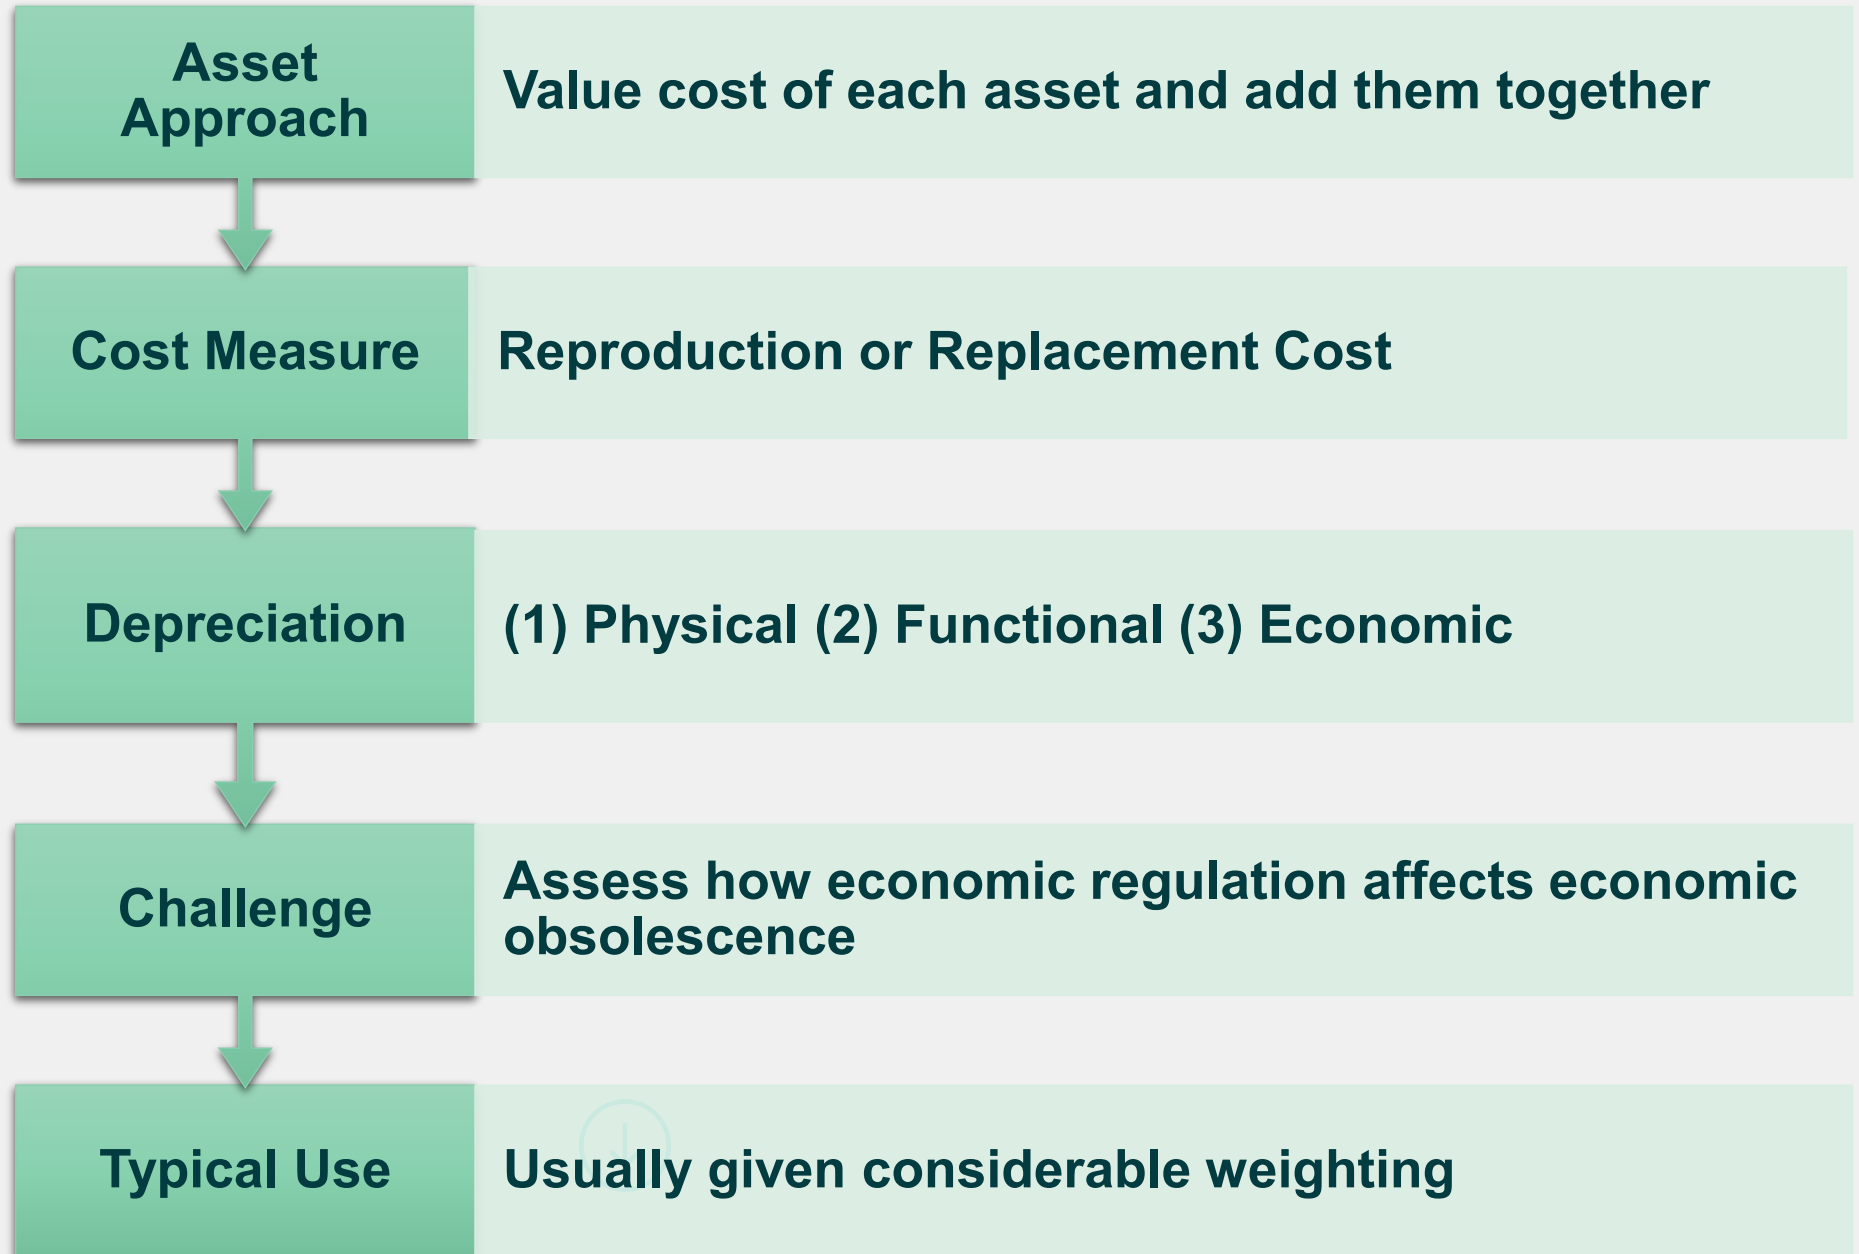 Asset
Approach
Value cost of each asset and add them together
Cost Measure
Reproduction or Replacement Cost
Depreciation
(1) Physical (2) Functional (3) Economic
Challenge
Assess how economic regulation affects economic
obsolescence
Typical Use
Usually given considerable weighting